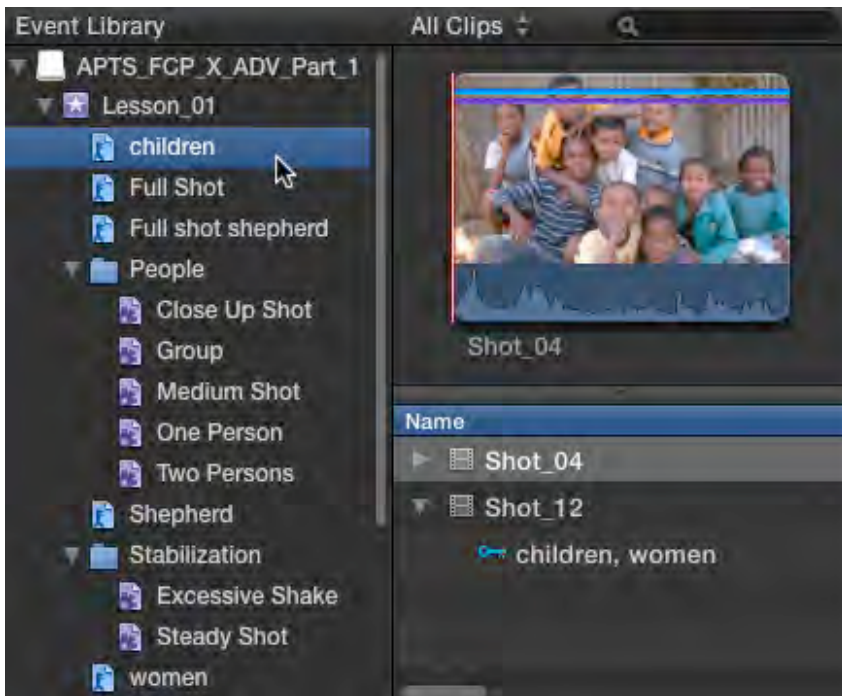 Event Library
APTS_FCP_X_ADV_Part_1
Lesson_01
children
Full Shot
Full shot shepherd
People
Close Up Shot
Group
Medium Shot
One Person
Two Persons
Shepherd
Stabilization
Excessive Shake
Steady Shot
women
All Clips
Shot_04
Name
Shot_04
Shot_12
children, women